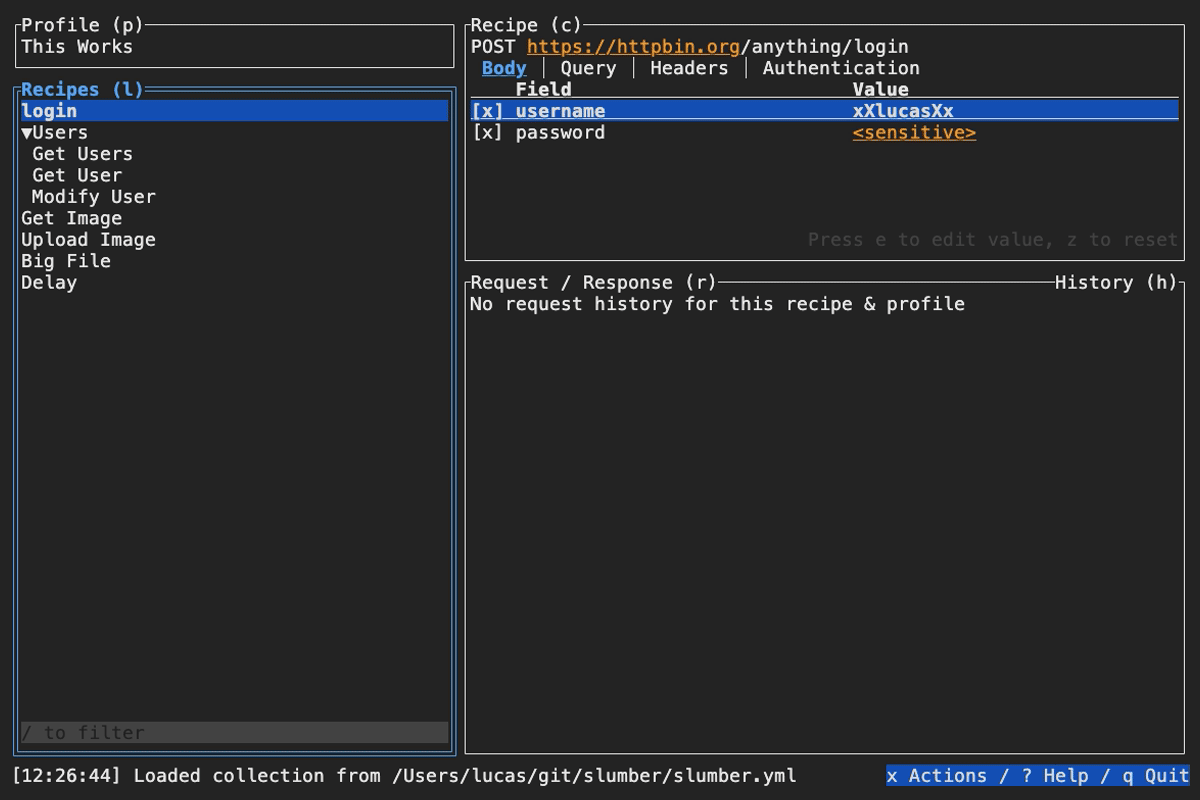 Profile (p)
This Works
Recipes (l)
login
▼Users
Get Users
Get User
Modify User
Get Image
Upload Image
Big File
Delay
/ to filter
Recipe (c)
POST https://httpbin.org/anything/login
Body | Query | Headers | Authentication
Field Value
[x] username xXlucasXx
[x] password <sensitive>
Press e to edit value, z to reset
Request / Response (r) History (h)
No request history for this recipe & profile
[12:26:44] Loaded collection from /Users/lucas/git/slumber/slumber.yml
x Actions / ? Help / q Quit